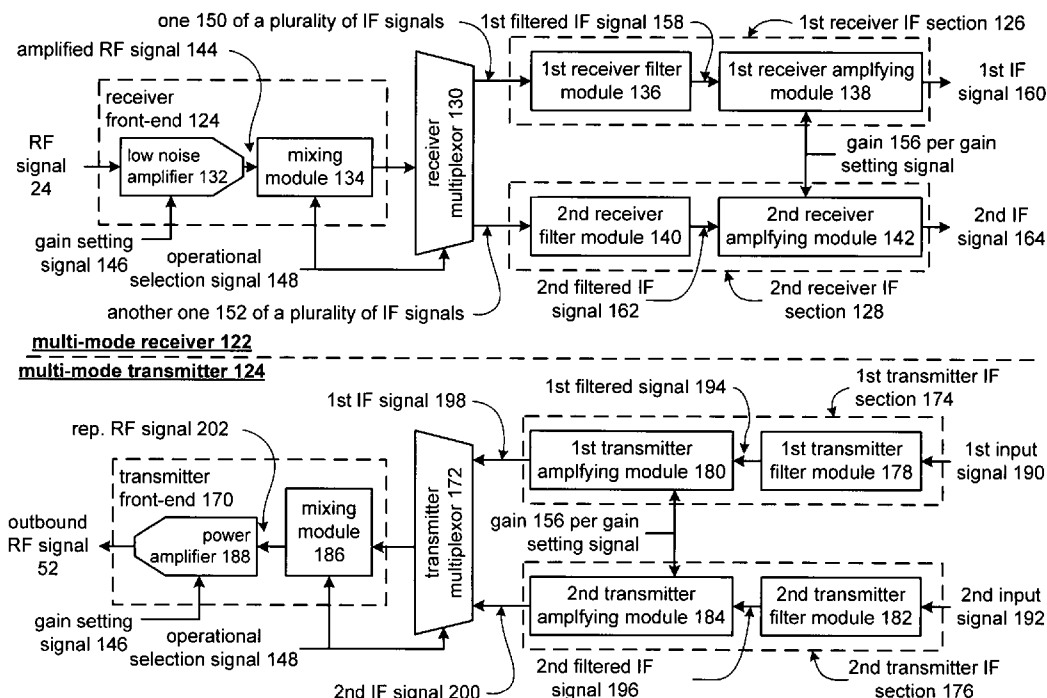 one 150 of a plurality of IF signals
1st filtered IF signal 158
1st receiver IF section 126
amplified RF signal 144
receiver
front-end 124
RF
signal
24
low noise
amplifier 132
mixing
module 134
receiver
multiplexor 130
1st receiver filter
module 136
1st receiver amplfying
module 138
1st IF
signal 160
gain 156 per gain
setting signal
2nd receiver
filter module 140
2nd receiver
amplfying module 142
2nd IF
signal
164
gain setting
signal 146
operational
selection signal 148
another one 152 of a plurality of IF signals
2nd filtered IF
signal
162
2nd receiver IF
section
128
multi-mode receiver 122
multi-mode transmitter 124
1st IF signal 198
1st filtered signal 194
1st transmitter IF
section 174
rep. RF signal 202
transmitter
front-end 170
outbound
RF signal
52
power
amplifier 188
mixing
module
186
transmitter
multiplexor 172
1st transmitter
amplfying module 180
1st transmitter
filter module 178
1st input
signal 190
gain 156 per gain
setting signal
2nd transmitter
amplfying module 184
2nd transmitter
filter module 182
2nd input
signal
192
gain setting
signal 146
operational
selection signal 148
2nd IF signal 200
2nd filtered IF
signal 196
2nd transmitter IF
section
176